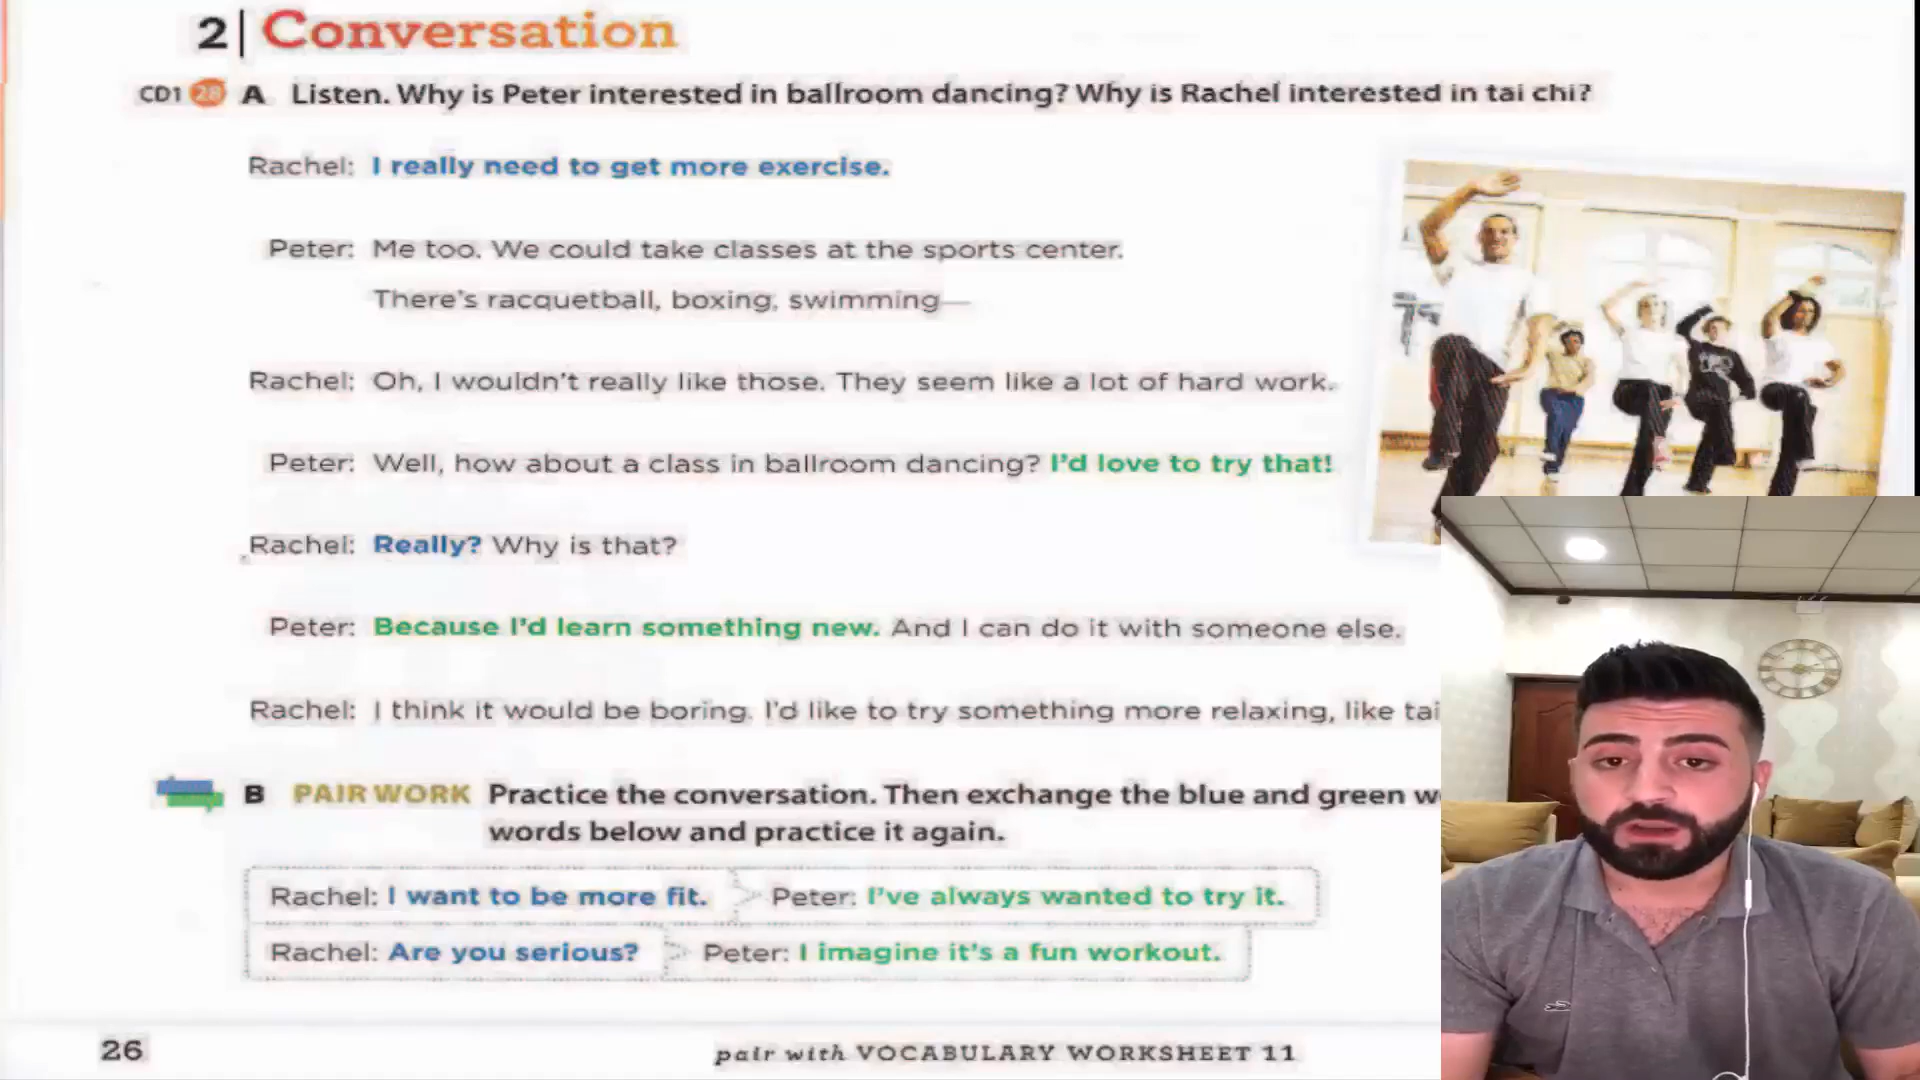 2 | Conversation
CD1 28 A Listen. Why is Peter interested in ballroom dancing? Why is Rachel interested in tai chi?
Rachel: I really need to get more exercise.
Peter: Me too. We could take classes at the sports center.
There's racquetball, boxing, swimming—
Rachel: Oh, I wouldn't really like those. They seem like a lot of hard work.
Peter: Well, how about a class in ballroom dancing? I'd love to try that!
Rachel: Really? Why is that?
Peter: Because I'd learn something new. And I can do it with someone else.
Rachel: I think it would be boring. I'd like to try something more relaxing, like tai
B PAIR WORK Practice the conversation. Then exchange the blue and green
words below and practice it again.
Rachel: I want to be more fit. Peter: I've always wanted to try it.
Rachel: Are you serious? Peter: I imagine it's a fun workout.
26 pair with VOCABULARY WORKSHEET 11